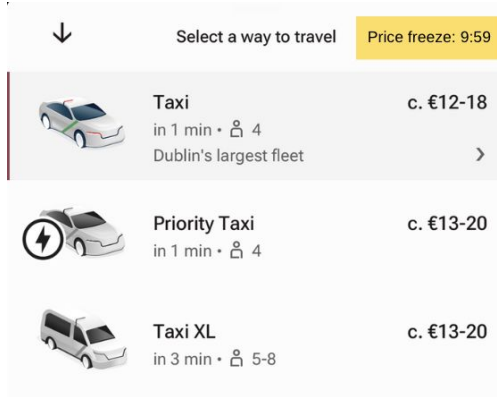 Select a way to travel
Price freeze: 9:59
Taxi
c. €12-18
in 1 min • 4
Dublin's largest fleet
Priority Taxi
c. €13-20
in 1 min • 4
Taxi XL
c. €13-20
in 3 min • 5-8